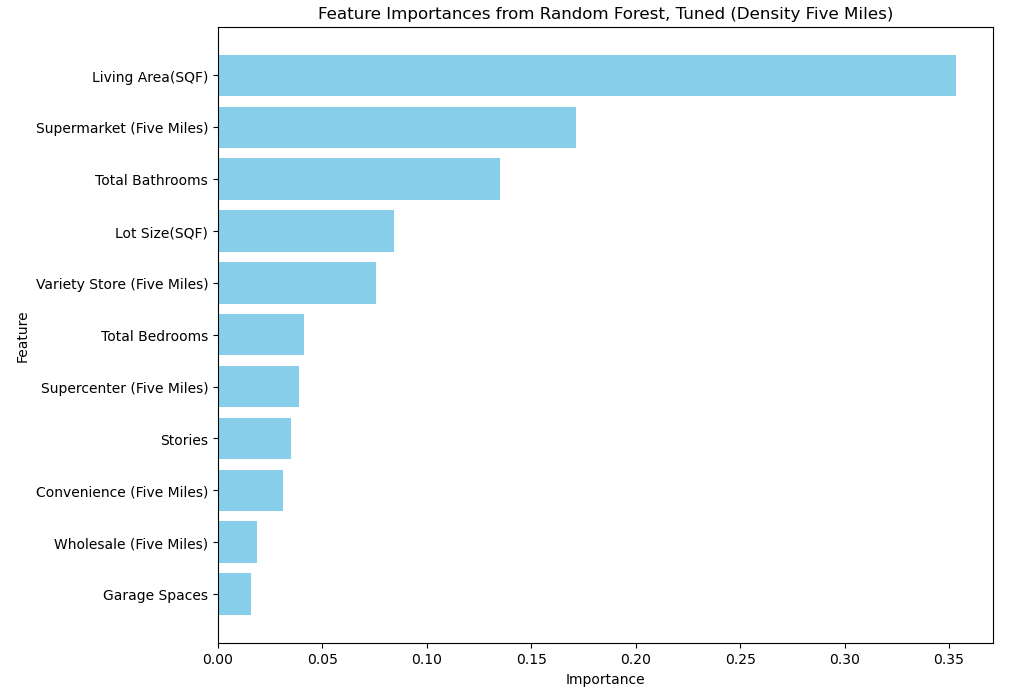 Feature Importances from Random Forest, Tuned (Density Five Miles)
Feature
Living Area(SQF)
Supermarket (Five Miles)
Total Bathrooms
Lot Size(SQF)
Variety Store (Five Miles)
Total Bedrooms
Supercenter (Five Miles)
Stories
Convenience (Five Miles)
Wholesale (Five Miles)
Garage Spaces
0.00 0.05 0.10 0.15 0.20 0.25 0.30 0.35
Importance